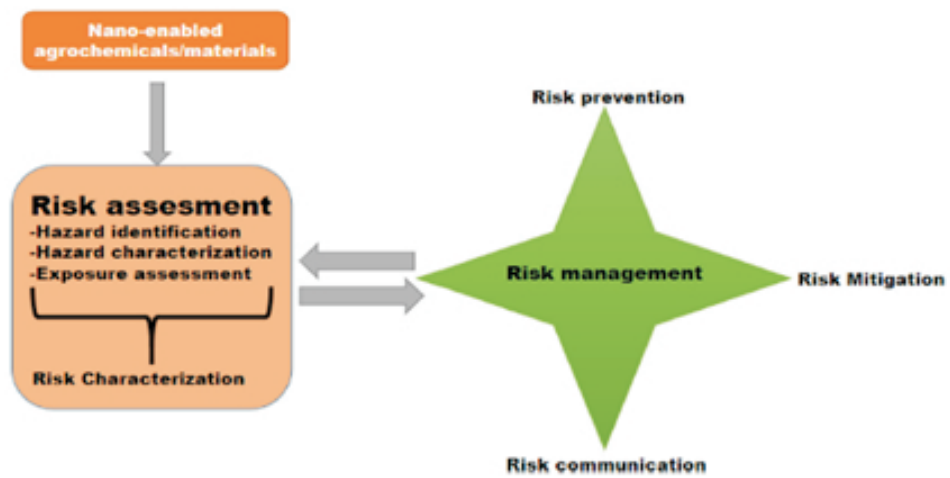 Nano-enabled
agrochemicals/materials
Risk assesment
-Hazard identification
-Hazard characterization
-Exposure assessment
Risk Characterization
Risk prevention
Risk management
Risk Mitigation
Risk communication